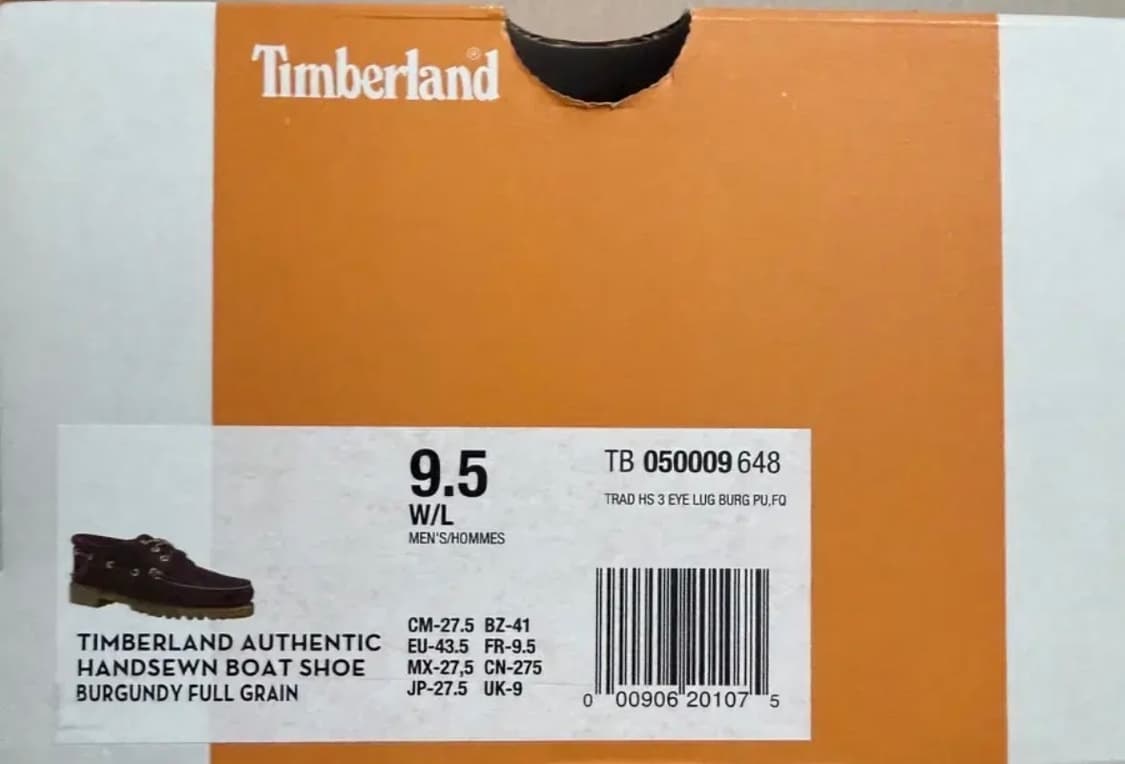 Timberland®
9.5
W/L
MEN'S/HOMMES
TB 050009 648
TRAD HS 3 EYE LUG BURG PU,FQ
TIMBERLAND AUTHENTIC
HANDSEWN BOAT SHOE
BURGUNDY FULL GRAIN
CM-27.5 BZ-41
EU-43.5 FR-9.5
MX-27,5 CN-275
JP-27.5 UK-9
0 00906 20107 5